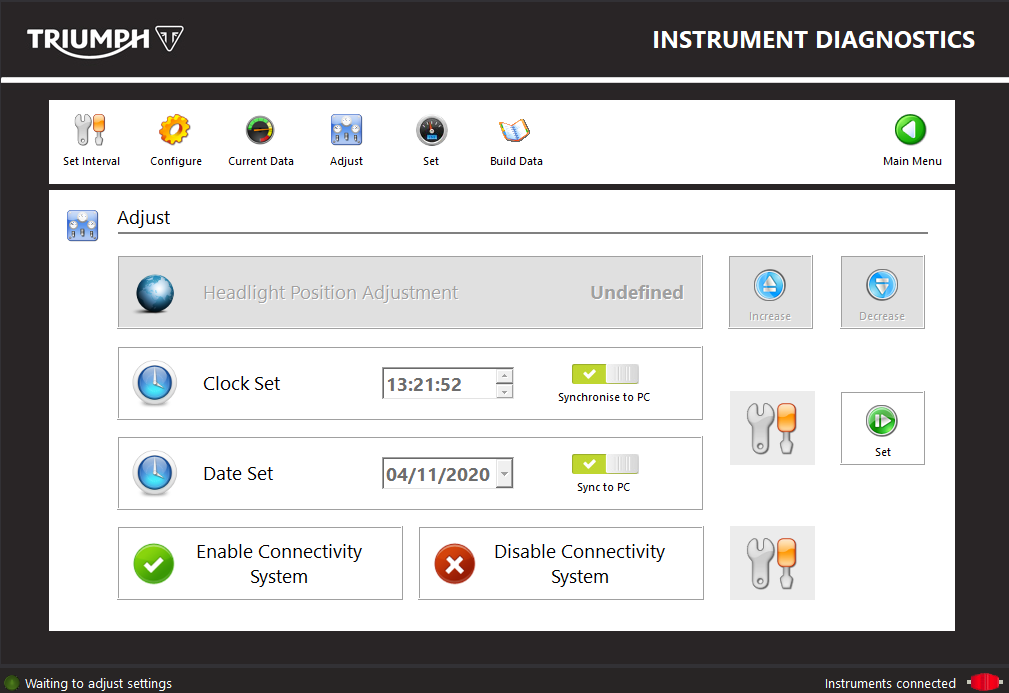 TRIUMPH
INSTRUMENT DIAGNOSTICS
Set Interval
Configure
Current Data
Adjust
Set
Build Data
Main Menu
Adjust
Headlight Position Adjustment
Undefined
Increase
Decrease
Clock Set
13:21:52
Synchronise to PC
Date Set
04/11/2020
Sync to PC
Set
Enable Connectivity
System
Disable Connectivity
System
Waiting to adjust settings
Instruments connected